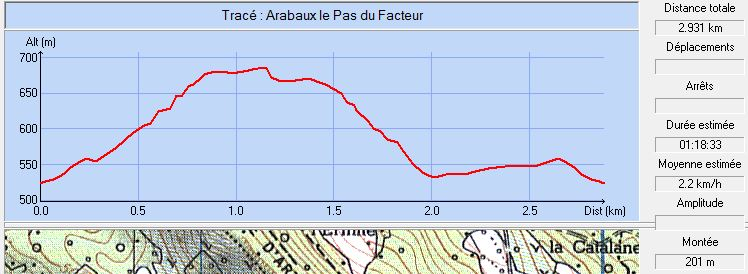 Tracé : Arabaux le Pas du Facteur
Alt (m)
700
650
600
550
500
0.0 0.5 1.0 1.5 2.0 2.5 Dist (km)
Distance totale
2.931 km
Déplacements
Arrêts
Durée estimée
01:18:33
Moyenne estimée
2.2 km/h
Amplitude
Montée
201 m
la Catalane